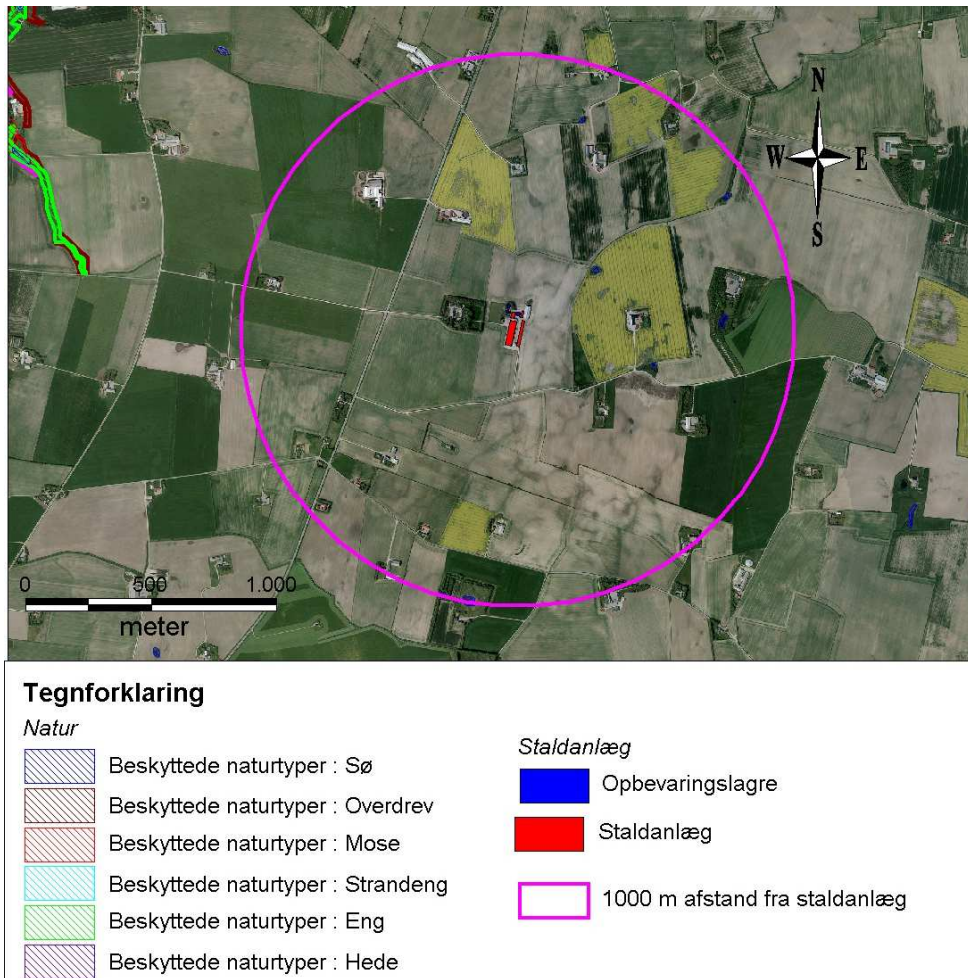 N
W E
S
0 500 1.000
meter
Tegnforklaring
Natur
Beskyttede naturtyper : Sø
Beskyttede naturtyper : Overdrev
Beskyttede naturtyper : Mose
Beskyttede naturtyper : Strandeng
Beskyttede naturtyper : Eng
Beskyttede naturtyper : Hede
Staldanlæg
Opbevaringslagre
Staldanlæg
1000 m afstand fra staldanlæg